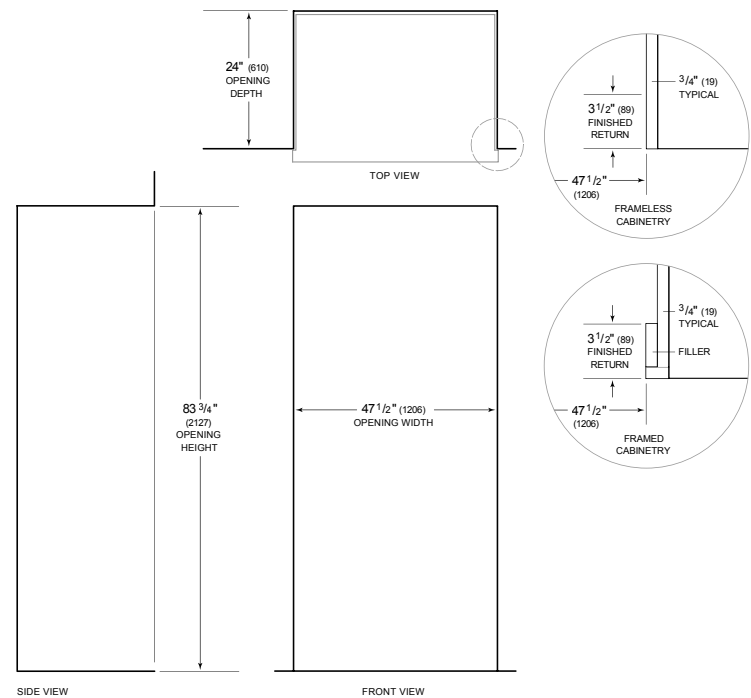 24" (610)
OPENING
DEPTH
TOP VIEW
3/4" (19)
TYPICAL
3 1/2" (89)
FINISHED
RETURN
47 1/2"
(1206)
FRAMELESS
CABINETRY
3/4" (19)
TYPICAL
3 1/2" (89)
FINISHED
RETURN
FILLER
47 1/2"
(1206)
FRAMED
CABINETRY
83 3/4"
(2127)
OPENING
HEIGHT
47 1/2" (1206)
OPENING WIDTH
SIDE VIEW
FRONT VIEW